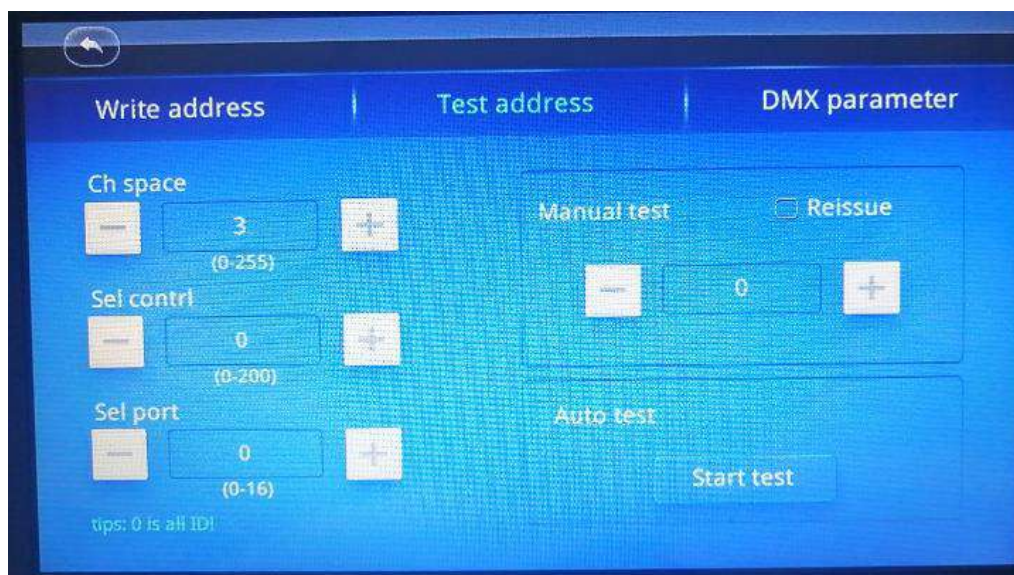 Write address
Test address
DMX parameter
Ch space
3
(0-255)
Sel contrl
0
(0-200)
Sel port
0
(0-16)
tips: 0 is all ID!
Manual test
Reissue
0
Auto test
Start test